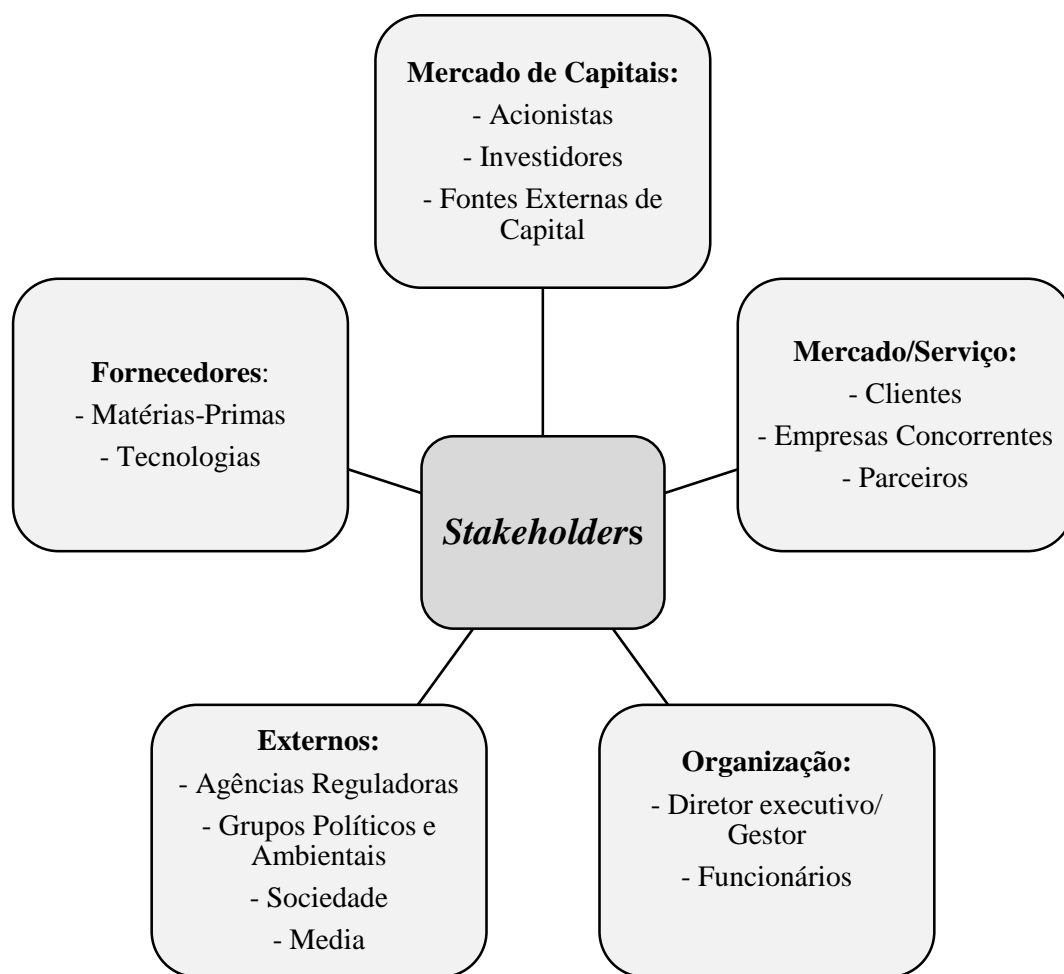 Mercado de Capitais:
- Acionistas
- Investidores
- Fontes Externas de
Capital
Fornecedores:
- Matérias-Primas
- Tecnologias
Mercado/Serviço:
- Clientes
- Empresas Concorrentes
- Parceiros
Stakeholders
Externos:
- Agências Reguladoras
- Grupos Políticos e
Ambientais
- Sociedade
- Media
Organização:
- Diretor executivo/
Gestor
- Funcionários